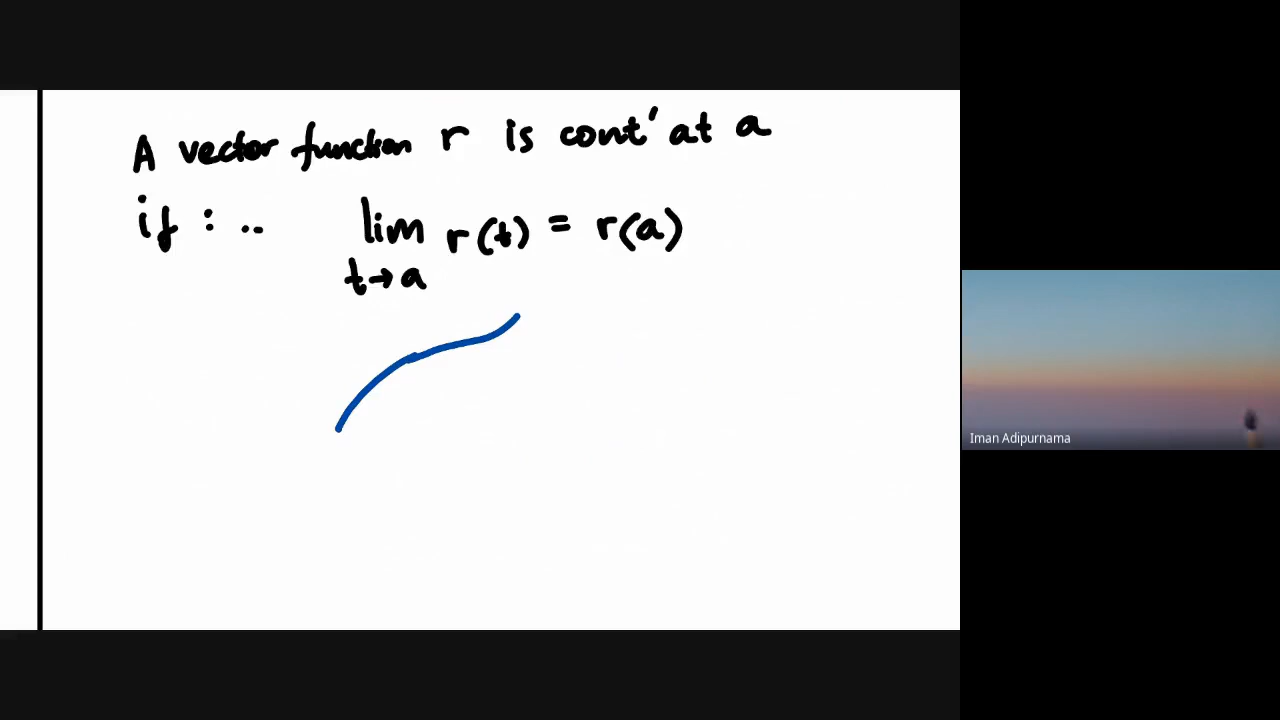 A vector function r is cont' at a
if : .. lim r(t) = r(a)
t→a
Iman Adipurnama